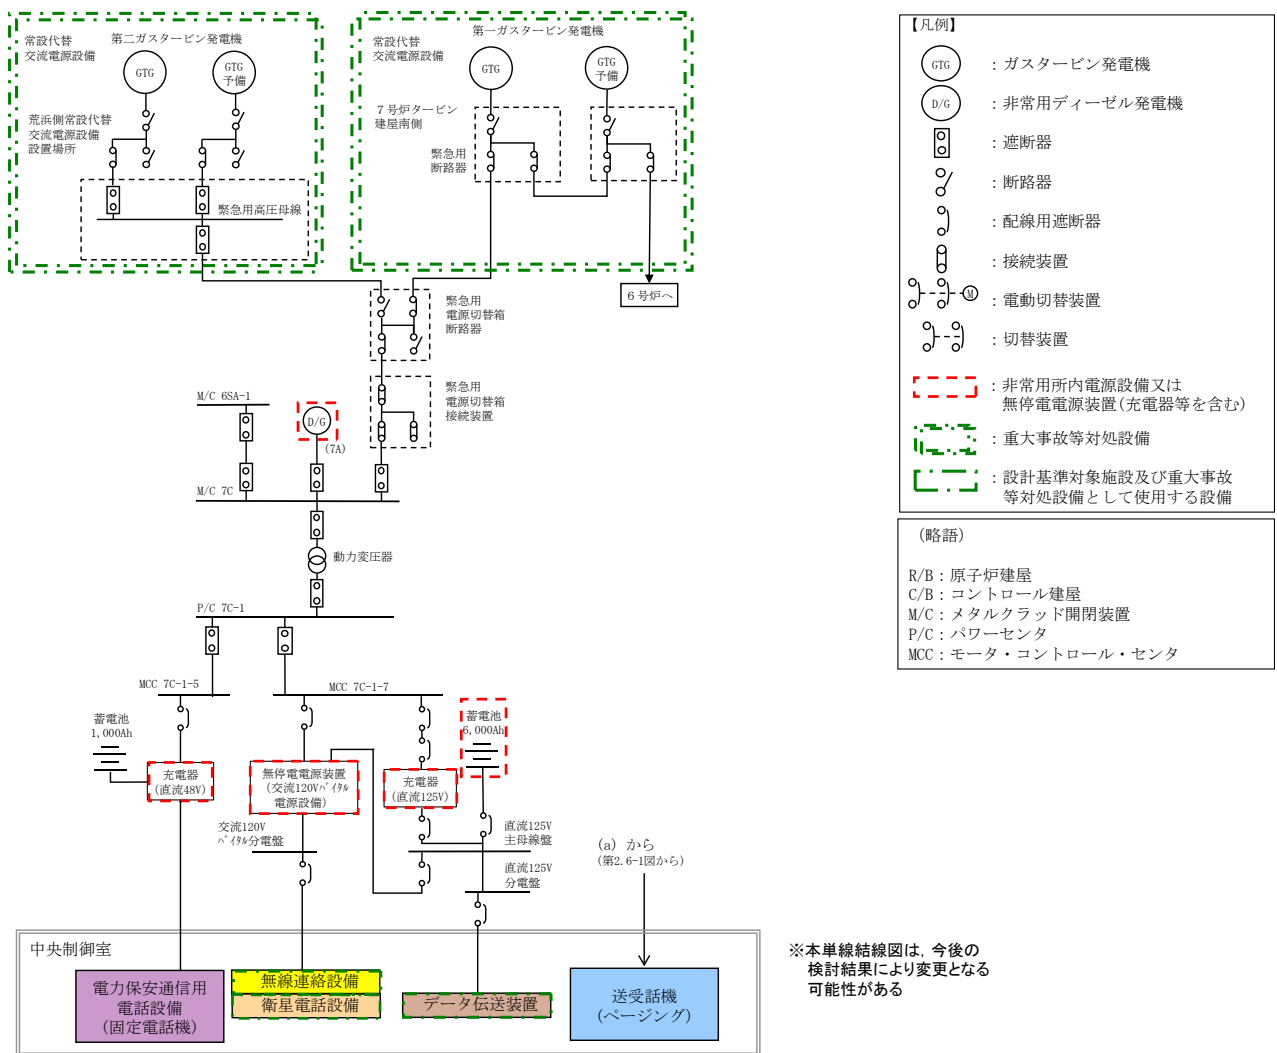 常設代替
交流電源設備
第二ガスタービン発電機
GTG
GTG
予備
荒浜側常設代替
交流電源設備
設置場所
緊急用高圧母線
常設代替
交流電源設備
第一ガスタービン発電機
GTG
GTG
予備
7号炉タービン
建屋南側
緊急用
断路器
6号炉へ
緊急用
電源切替箱
断路器
緊急用
電源切替箱
接続装置
M/C 6SA-1
D/G
(7A)
M/C 7C
動力変圧器
P/C 7C-1
MCC 7C-1-5
MCC 7C-1-7
蓄電池
1,000Ah
充電器
(直流48V)
無停電電源装置
(交流120Vバイタル
電源設備)
充電器
(直流125V)
蓄電池
6,000Ah
交流120V
バイタル分電盤
直流125V
主母線盤
直流125V
分電盤
(a) から
(第2.6-1図から)
中央制御室
電力保安通信用
電話設備
(固定電話機)
無線連絡設備
衛星電話設備
データ伝送装置
送受話機
(ページング)
【凡例】
GTG
:ガスタービン発電機
D/G
:非常用ディーゼル発電機
:遮断器
:断路器
:配線用遮断器
:接続装置
M
:電動切替装置
:切替装置
:非常用所内電源設備又は
無停電電源装置(充電器等を含む)
:重大事故等対処設備
:設計基準対象施設及び重大事故
等対処設備として使用する設備
(略語)
R/B:原子炉建屋
C/B:コントロール建屋
M/C:メタルクラッド開閉装置
P/C:パワーセンタ
MCC:モータ・コントロール・センタ
※本単線結線図は,今後の
検討結果により変更となる
可能性がある